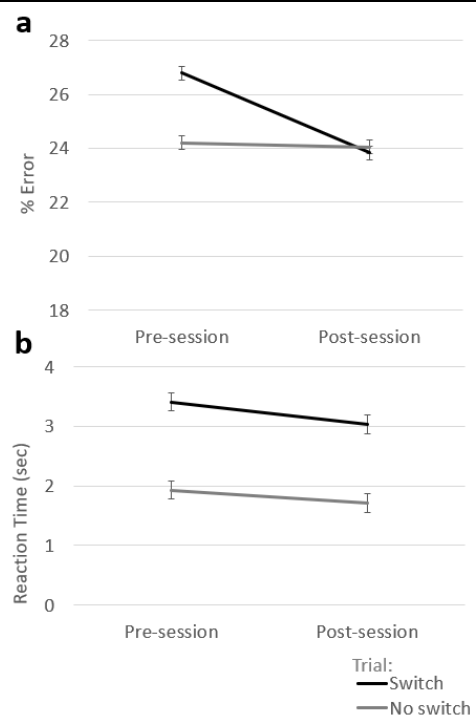 a
28
26
24
22
20
18
% Error
Pre-session Post-session
b
4
3
2
1
0
Reaction Time (sec)
Pre-session Post-session
Trial:
Switch
No switch